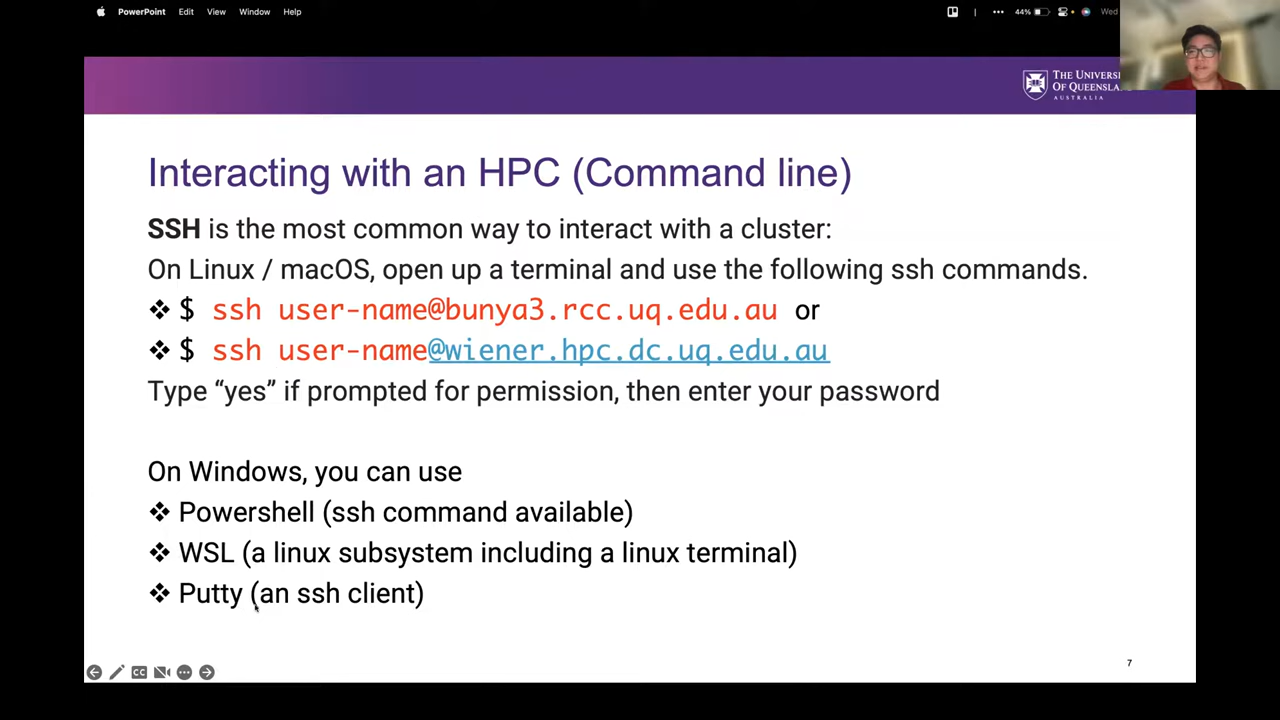 PowerPoint Edit View Window Help
44% Wed
THE UNIVERS
OF QUEENSLA
AUSTRALIA
Interacting with an HPC (Command line)
SSH is the most common way to interact with a cluster:
On Linux / macOS, open up a terminal and use the following ssh commands.
❖ $ ssh user-name@bunya3.rcc.uq.edu.au or
❖ $ ssh user-name@wiener.hpc.dc.uq.edu.au
Type “yes” if prompted for permission, then enter your password
On Windows, you can use
❖ Powershell (ssh command available)
❖ WSL (a linux subsystem including a linux terminal)
❖ Putty (an ssh client)
7
CC